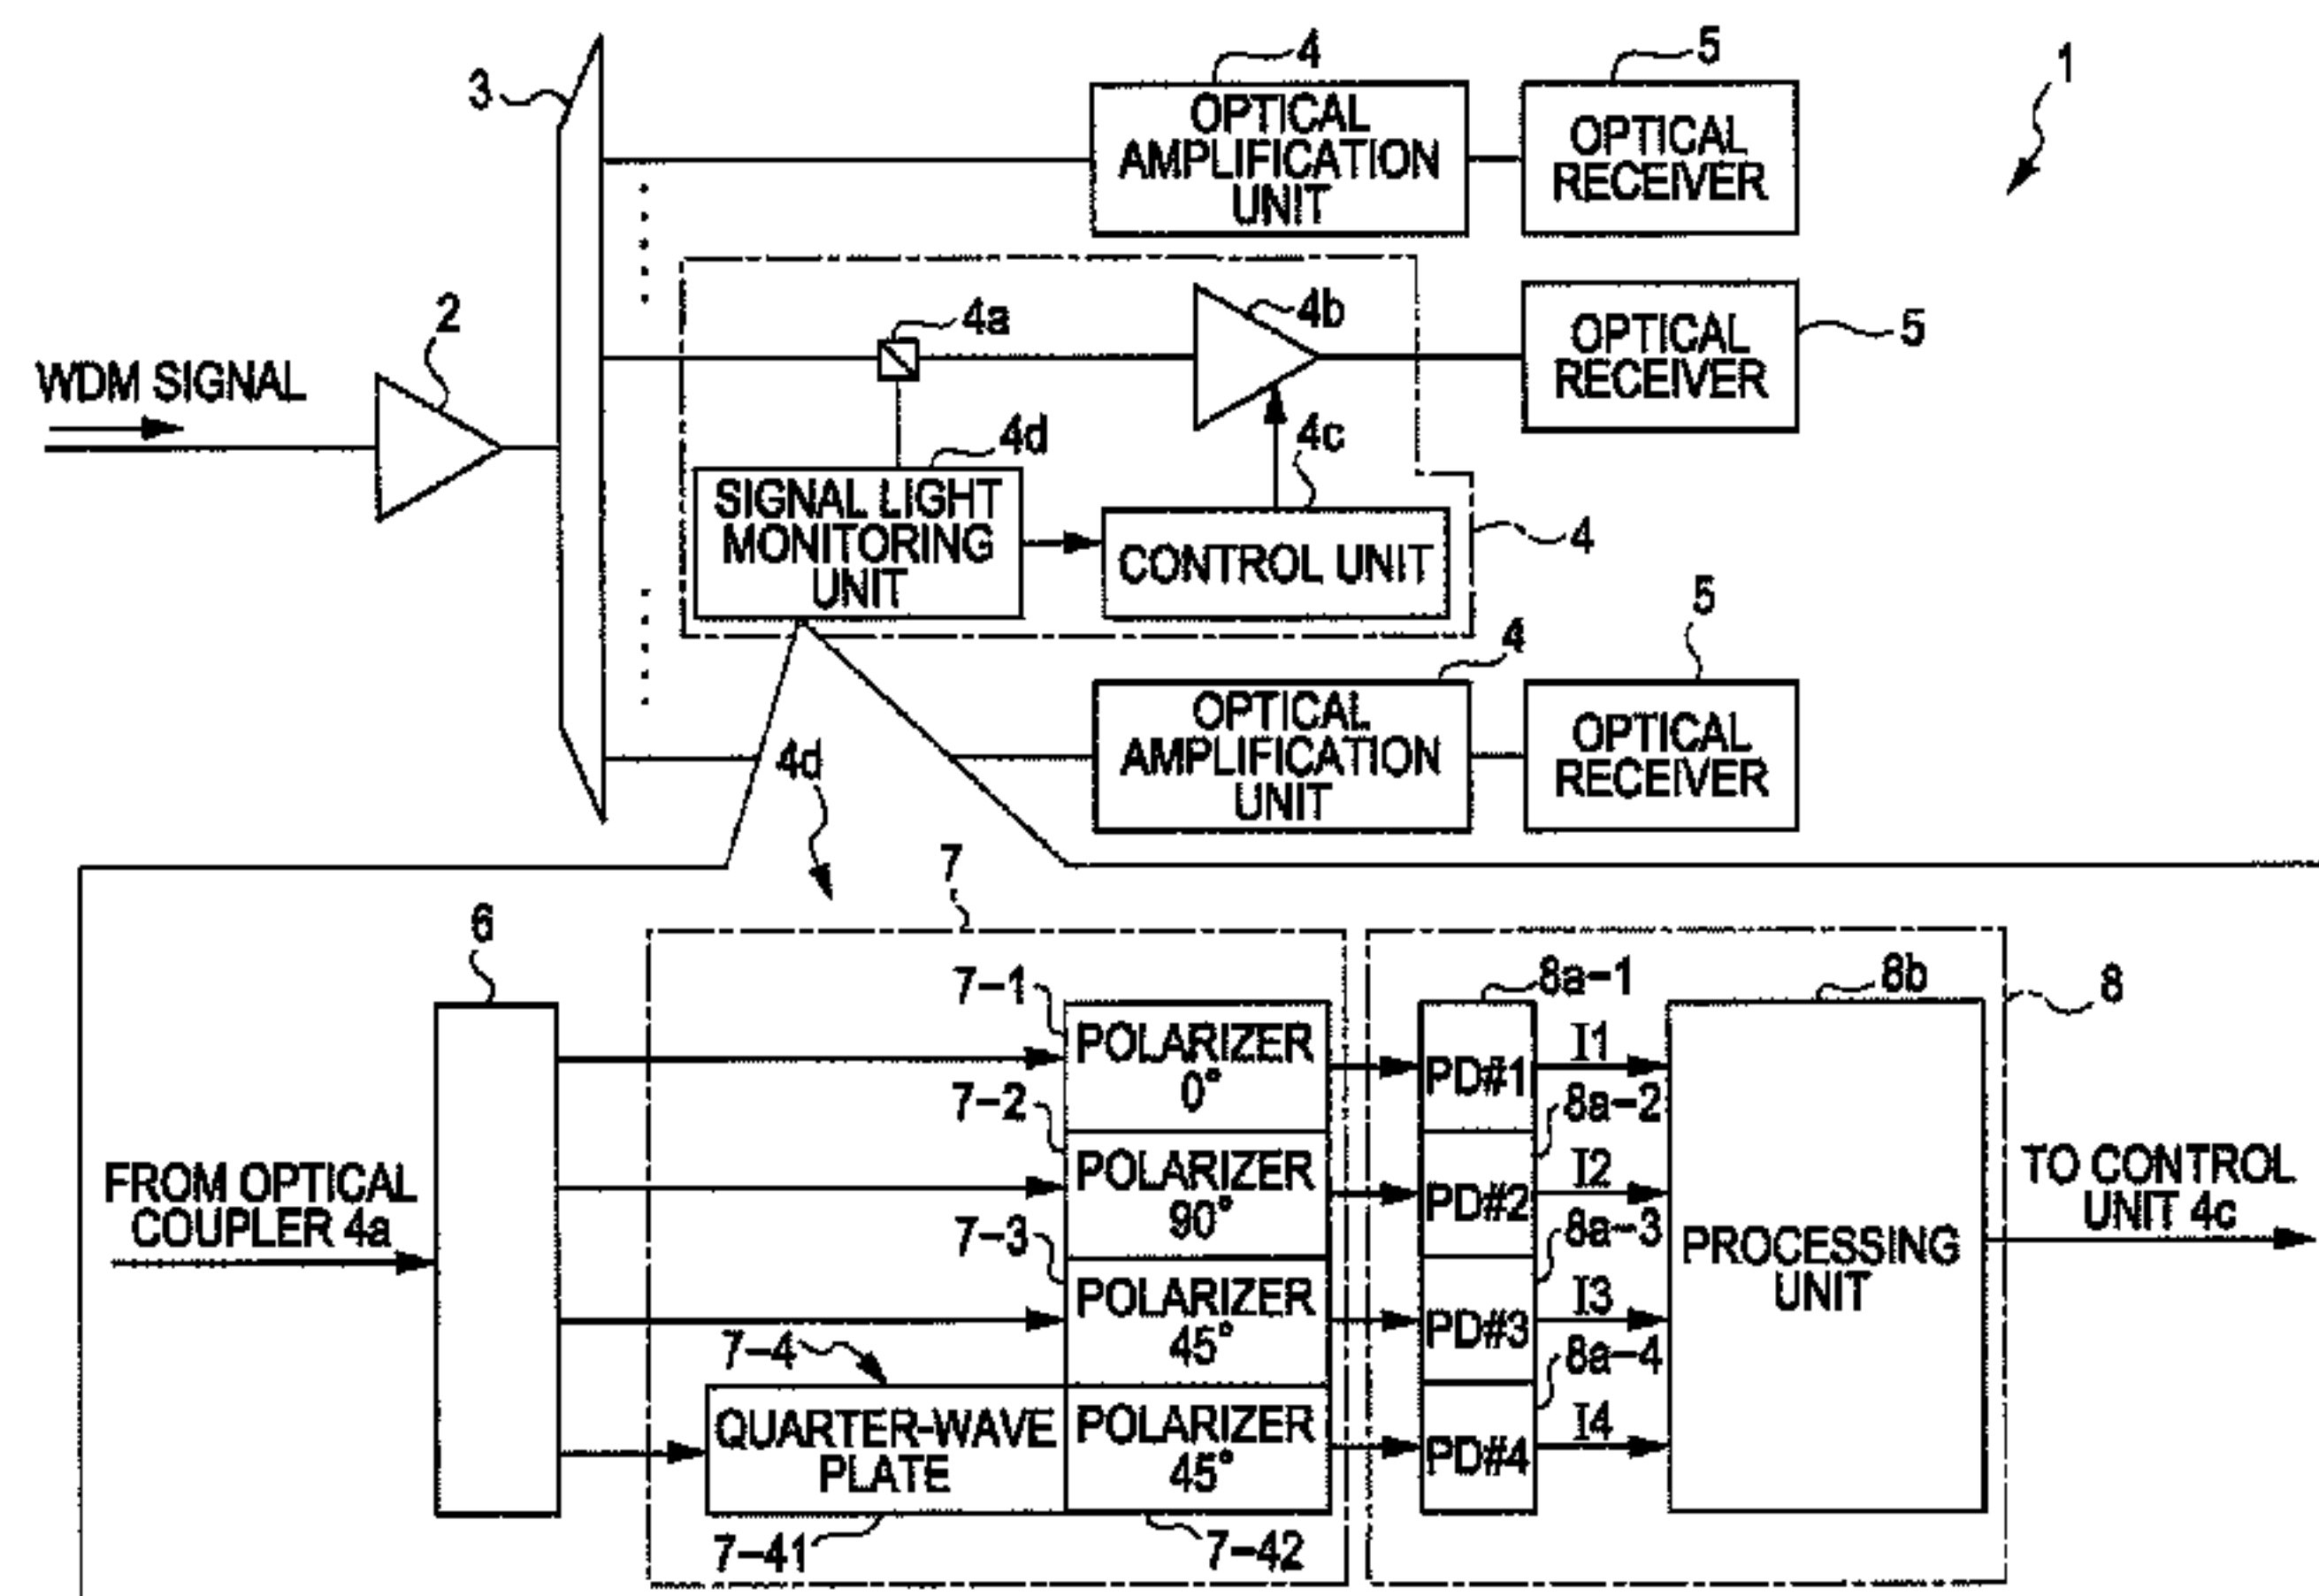 4
5
1
3
OPTICAL
AMPLIFICATION
UNIT
OPTICAL
RECEIVER
2
4a
4b
OPTICAL
RECEIVER
5
WDM SIGNAL
4d
4c
SIGNAL LIGHT
MONITORING
UNIT
CONTROL UNIT
4
5
4
OPTICAL
AMPLIFICATION
UNIT
OPTICAL
RECEIVER
4d
7
6
7-1
8a-1
8b
8
POLARIZER
0°
PD#1
I1
7-2
8a-2
POLARIZER
90°
PD#2
I2
FROM OPTICAL
COUPLER 4a
7-3
8a-3
PROCESSING
UNIT
TO CONTROL
UNIT 4c
POLARIZER
45°
PD#3
I3
7-4
8a-4
QUARTER-WAVE
PLATE
POLARIZER
45°
PD#4
I4
7-41
7-42